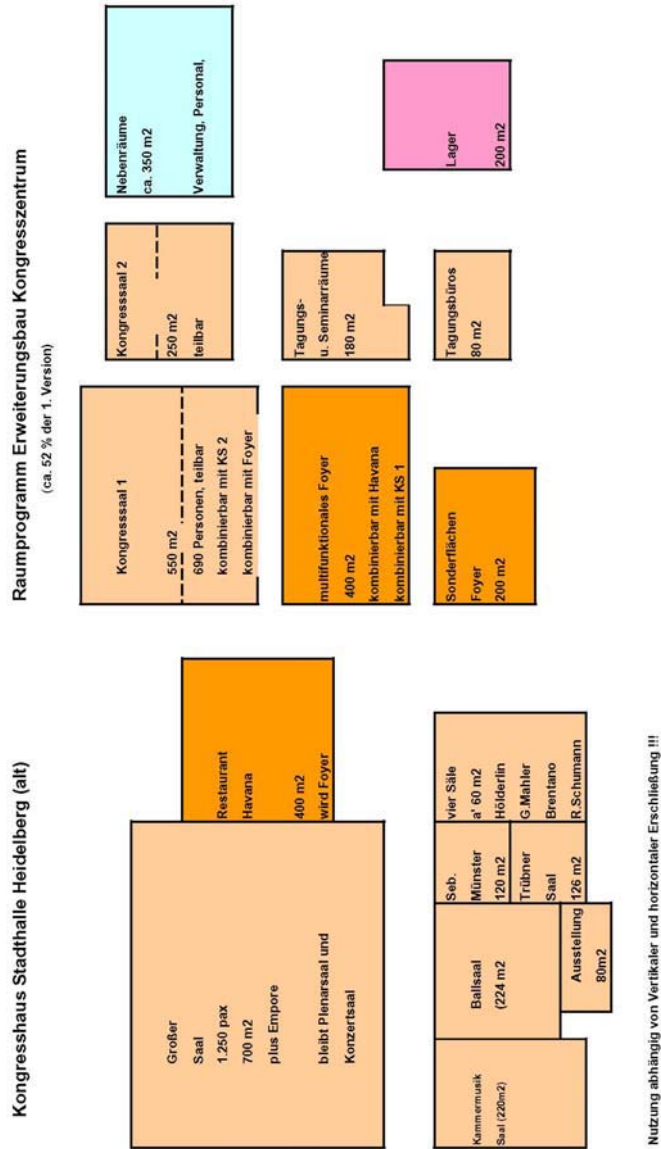 Kongresshaus Stadthalle Heidelberg (alt)
Großer
Saal
1.250 pax
700 m2
plus Empore
bleibt Plenarsaal und
Konzertsaal
Restaurant
Havana
400 m2
wird Foyer
Kammermusik
Saal (220m2)
Ballsaal
(224 m2
Ausstellung
80m2
Seb.
Münster
120 m2
Trübner
Saal
126 m2
vier Säle
a' 60 m2
Hölderlin
G.Mahler
Brentano
R.Schumann
Nutzung abhängig von Vertikaler und horizontaler Erschließung !!!
Raumprogramm Erweiterungsbau Kongresszentrum
(ca. 52 % der 1. Version)
Kongresssaal 1
550 m2
690 Personen, teilbar
kombinierbar mit KS 2
kombinierbar mit Foyer
Kongresssaal 2
250 m2
teilbar
Nebenräume
ca. 350 m2
Verwaltung, Personal,
multifunktionales Foyer
400 m2
kombinierbar mit Havana
kombinierbar mit KS 1
Tagungs-
u. Seminarräume
180 m2
Lager
200 m2
Sonderflächen
Foyer
200 m2
Tagungsbüros
80 m2